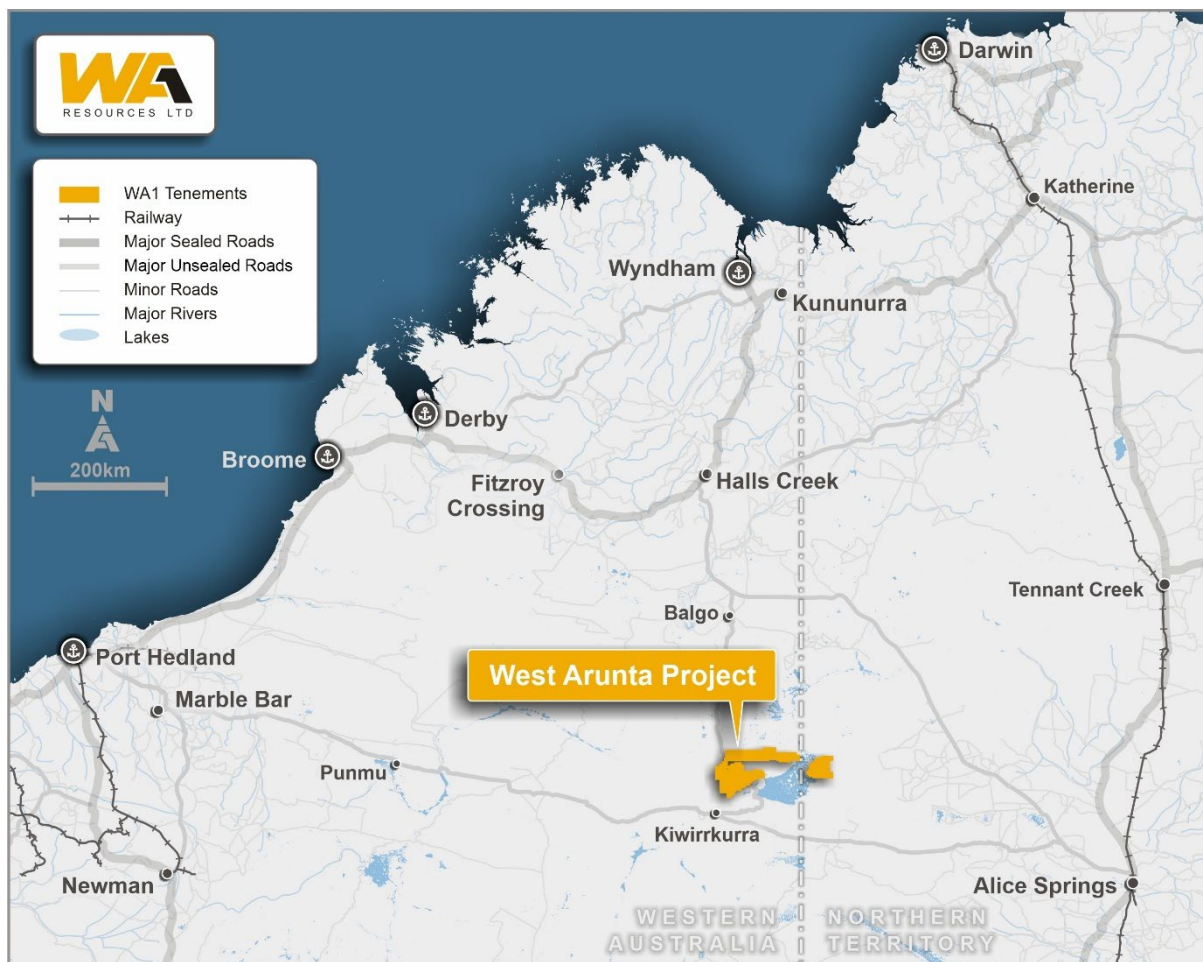 WA1
RESOURCES LTD
WA1 Tenements
Railway
Major Sealed Roads
Major Unsealed Roads
Minor Roads
Major Rivers
Lakes
N
200km
Darwin
Katherine
Wyndham
Kununurra
Derby
Broome
Fitzroy
Crossing
Halls Creek
Tennant Creek
Balgo
Port Hedland
West Arunta Project
Marble Bar
Punmu
Kiwirrkurra
Newman
Alice Springs
WESTERN
AUSTRALIA
NORTHERN
TERRITORY